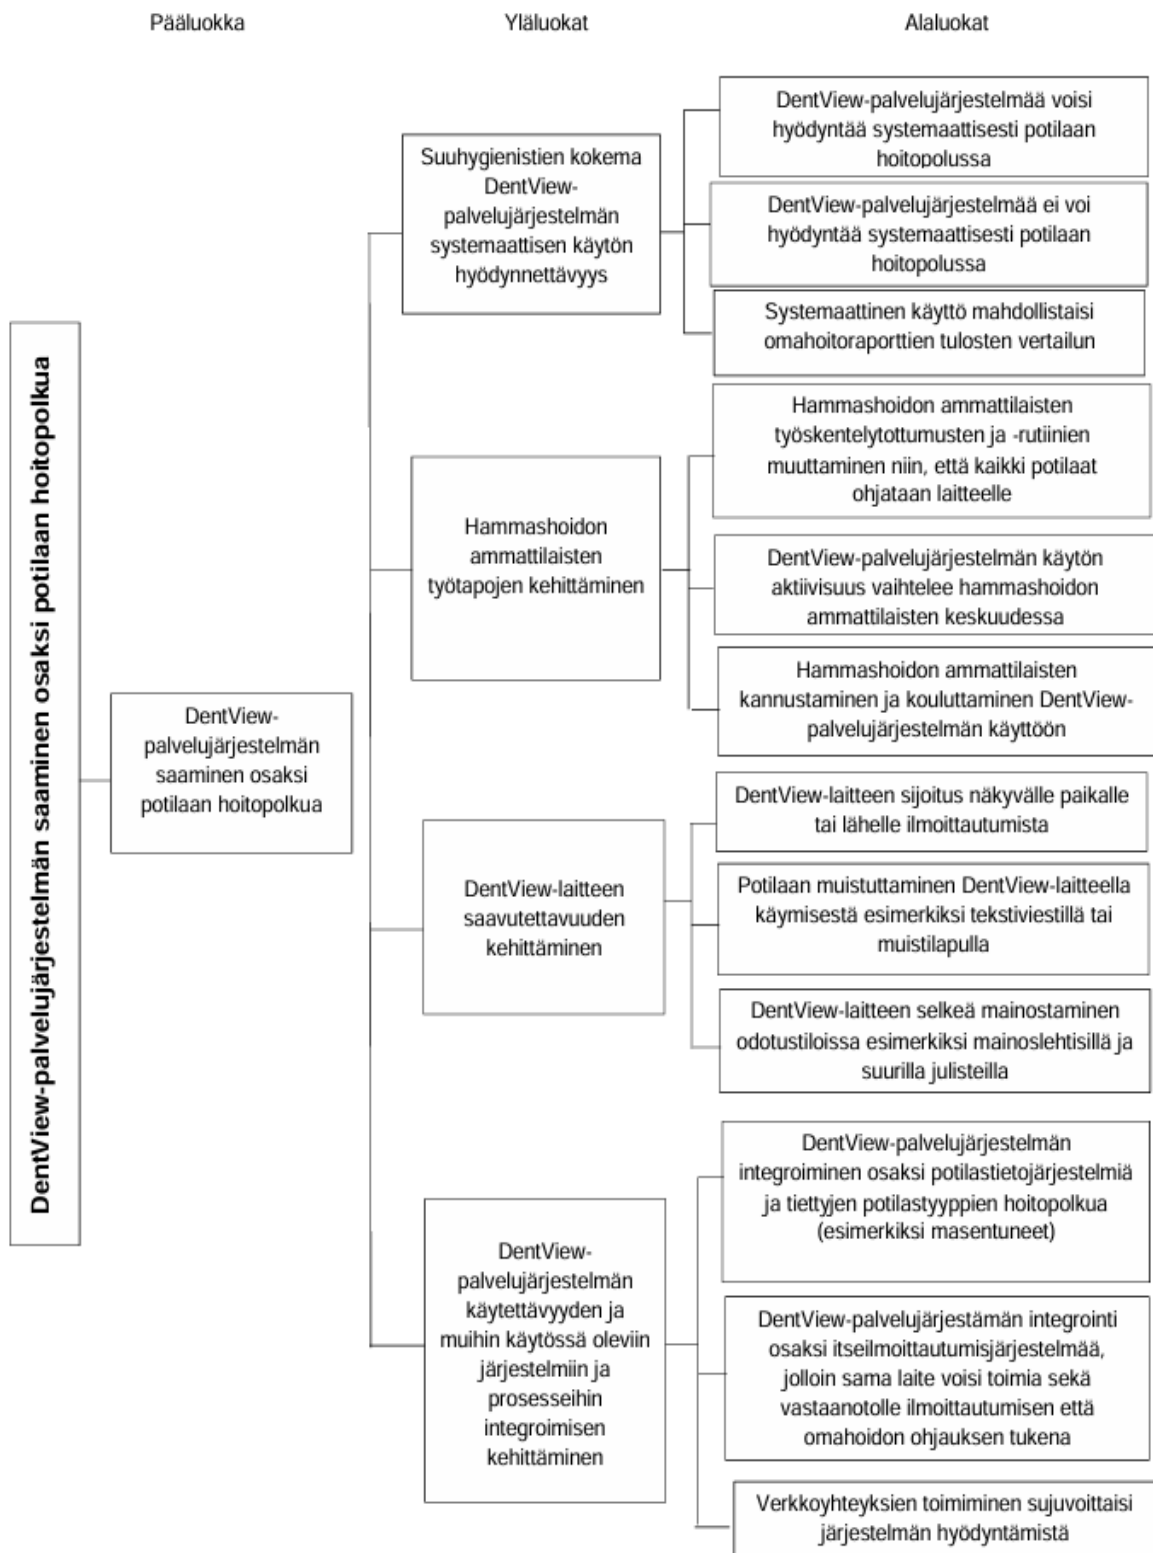 Pääluokka
Yläluokat
Alaluokat
DentView-palvelujärjestelmän saaminen osaksi potilaan hoitopolkua
DentView-
palvelujärjestelmän
saaminen osaksi
potilaan hoitopolkua
Suuhygienistien kokema
DentView-
palvelujärjestelmän
systemaattisen käytön
hyödynnettävyys
DentView-palvelujärjestelmää voisi
hyödyntää systemaattisesti potilaan
hoitopolussa
DentView-palvelujärjestelmää ei voi
hyödyntää systemaattisesti potilaan
hoitopolussa
Systemaattinen käyttö mahdollistaisi
omahoitoraporttien tulosten vertailun
Hammashoidon
ammattilaisten
työtapojen kehittäminen
Hammashoidon ammattilaisten
työskentelytottumusten ja -rutiinien
muuttaminen niin, että kaikki potilaat
ohjataan laitteelle
DentView-palvelujärjestelmän käytön
aktiivisuus vaihtelee hammashoidon
ammattilaisten keskuudessa
Hammashoidon ammattilaisten
kannustaminen ja kouluttaminen DentView-
palvelujärjestelmän käyttöön
DentView-laitteen
saavutettavuuden
kehittäminen
DentView-laitteen sijoitus näkyvälle paikalle
tai lähelle ilmoittautumista
Potilaan muistuttaminen DentView-laitteella
käymisestä esimerkiksi tekstiviestillä tai
muistilapulla
DentView-laitteen selkeä mainostaminen
odotustiloissa esimerkiksi mainoslehtisillä ja
suurilla julisteilla
DentView-
palvelujärjestelmän
käytettävyyden ja
muihin käytössä oleviin
järjestelmiin ja
prosesseihin
integroimisen
kehittäminen
DentView-palvelujärjestelmän
integroiminen osaksi potilastietojärjestelmiä
ja tiettyjen potilastyyppien hoitopolkua
(esimerkiksi masentuneet)
DentView-palvelujärjestämän integrointi
osaksi itseilmoittautumisjärjestelmää,
jolloin sama laite voisi toimia sekä
vastaanotolle ilmoittautumisen että
omahoidon ohjauksen tukena
Verkkoyhteyksien toimiminen sujuvoittaisi
järjestelmän hyödyntämistä